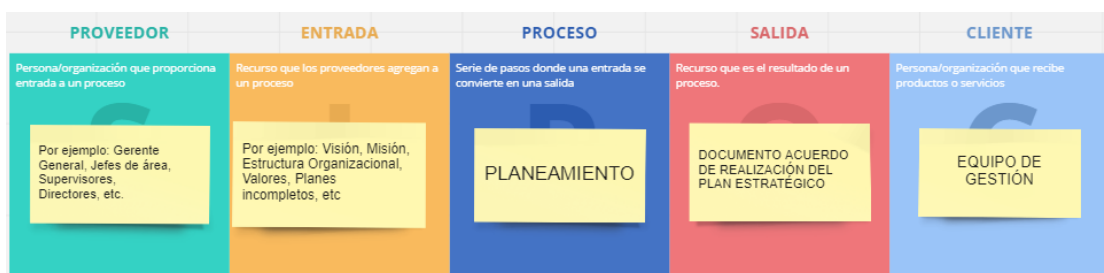 PROVEEDOR
ENTRADA
PROCESO
SALIDA
CLIENTE
Persona/organización que proporciona
entrada a un proceso
Recurso que los proveedores agregan a
un proceso
Serie de pasos donde una entrada se
convierte en una salida
Recurso que es el resultado de un
proceso.
Persona/organización que recibe
productos o servicios
Por ejemplo: Gerente
General, Jefes de área,
Supervisores,
Directores, etc.
Por ejemplo: Visión, Misión,
Estructura Organizacional,
Valores, Planes
incompletos, etc
PLANEAMIENTO
DOCUMENTO ACUERDO
DE REALIZACIÓN DEL
PLAN ESTRATÉGICO
EQUIPO DE
GESTIÓN